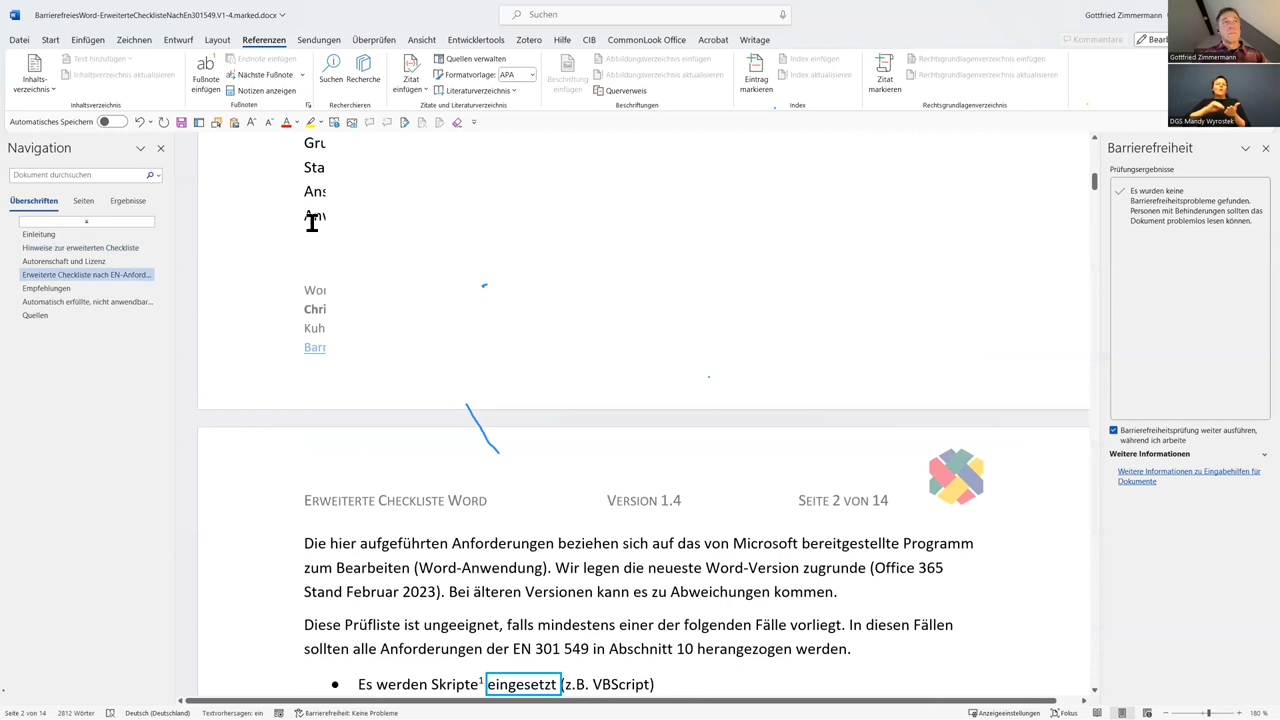 BarrierefreiesWord-ErweiterteChecklisteNachEn301549.V1-4.marked.docx
Suchen
Gottfried Zimmermann
Datei Start Einfügen Zeichnen Entwurf Layout Referenzen Sendungen Überprüfen Ansicht Entwicklertools Zotero Hilfe CIB CommonLook Office Acrobat Writage
Kommentare
Inhalts-
verzeichnis
Text hinzufügen
Inhaltsverzeichnis aktualisieren
Inhaltsverzeichnis
ab
Fußnote
einfügen
Endnote einfügen
Nächste Fußnote
Notizen anzeigen
Fußnoten
Suchen
Recherche
Recherchieren
Zitat
einfügen
Quellen verwalten
Formatvorlage: APA
Literaturverzeichnis
Zitate und Literaturverzeichnis
Beschriftung
einfügen
Abbildungsverzeichnis einfügen
Abbildungsverzeichnis aktualisieren
Querverweis
Beschriftungen
Eintrag
markieren
Index einfügen
Index aktualisieren
Index
Zitat
markieren
Rechtsgrundlagenverzeichnis einfügen
Rechtsgrundlagenverzeichnis aktualisieren
Rechtsgrundlagenverzeichnis
Gottfried Zimmermann
DGS Mandy Wyrostek
Automatisches Speichern
Navigation
Dokument durchsuchen
Überschriften Seiten Ergebnisse
Einleitung
Hinweise zur erweiterten Checkliste
Autorenschaft und Lizenz
Erweiterte Checkliste nach EN-Anford...
Empfehlungen
Automatisch erfüllte, nicht anwendbar...
Quellen
Gru
Sta
Ans
Wor
Chri
Kuh
Barr
ERWEITERTE CHECKLISTE WORD VERSION 1.4 SEITE 2 VON 14
Die hier aufgeführten Anforderungen beziehen sich auf das von Microsoft bereitgestellte Programm
zum Bearbeiten (Word-Anwendung). Wir legen die neueste Word-Version zugrunde (Office 365
Stand Februar 2023). Bei älteren Versionen kann es zu Abweichungen kommen.
Diese Prüfliste ist ungeeignet, falls mindestens einer der folgenden Fälle vorliegt. In diesen Fällen
sollten alle Anforderungen der EN 301 549 in Abschnitt 10 herangezogen werden.
• Es werden Skripte¹ eingesetzt (z.B. VBScript)
Barrierefreiheit
Prüfungsergebnisse
Es wurden keine
Barrierefreiheitsprobleme gefunden.
Personen mit Behinderungen sollten das
Dokument problemlos lesen können.
Barrierefreiheitsprüfung weiter ausführen,
während ich arbeite
Weitere Informationen
Weitere Informationen zu Eingabehilfen für
Dokumente
Seite 2 von 14 2812 Wörter Deutsch (Deutschland) Textvorhersagen: ein Barrierefreiheit: Keine Probleme
Anzeigeeinstellungen Fokus 180 %